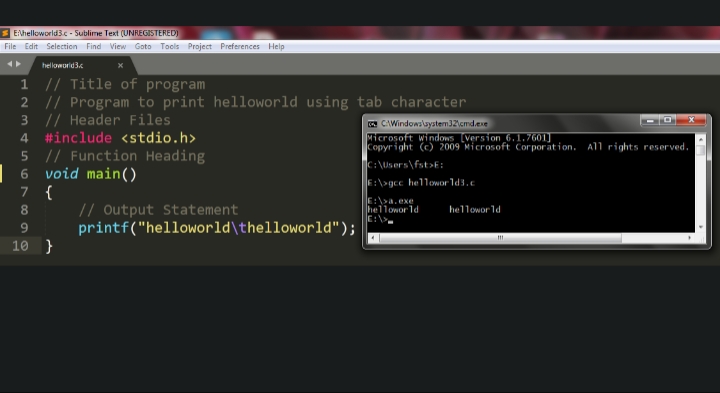 E:\helloworld3.c - Sublime Text (UNREGISTERED)
File Edit Selection Find View Goto Tools Project Preferences Help
helloworld3.c ×
1 // Title of program
2 // Program to print helloworld using tab character
3 // Header Files
4 #include <stdio.h>
5 // Function Heading
6 void main()
7 {
8 // Output Statement
9 printf("helloworld\thelloworld");
10 }
C:\Windows\system32\cmd.exe
Microsoft Windows [Version 6.1.7601]
Copyright (c) 2009 Microsoft Corporation. All rights reserved.
C:\Users\fst>E:
E:\>gcc helloworld3.c
E:\>a.exe
helloworld helloworld
E:\>_